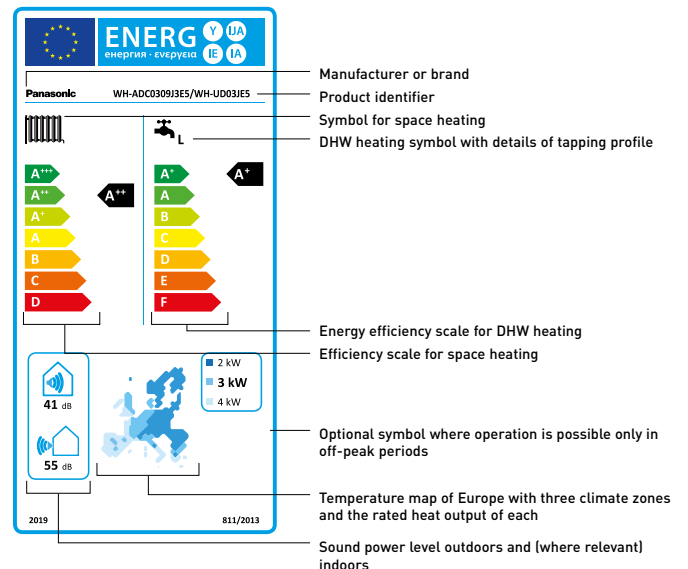 ENERG Y IJA
енергия · ενεργεια IE IA
Manufacturer or brand
Panasonic WH-ADC0309J3E5/WH-UD03JE5
Product identifier
Symbol for space heating
L
DHW heating symbol with details of tapping profile
A+++ A+
A++ A++ A+ A
A+ B
A C
B D
C E
D F
Energy efficiency scale for DHW heating
Efficiency scale for space heating
2 kW
3 kW
4 kW
41 dB
55 dB
Optional symbol where operation is possible only in
off-peak periods
Temperature map of Europe with three climate zones
and the rated heat output of each
2019 811/2013
Sound power level outdoors and (where relevant)
indoors